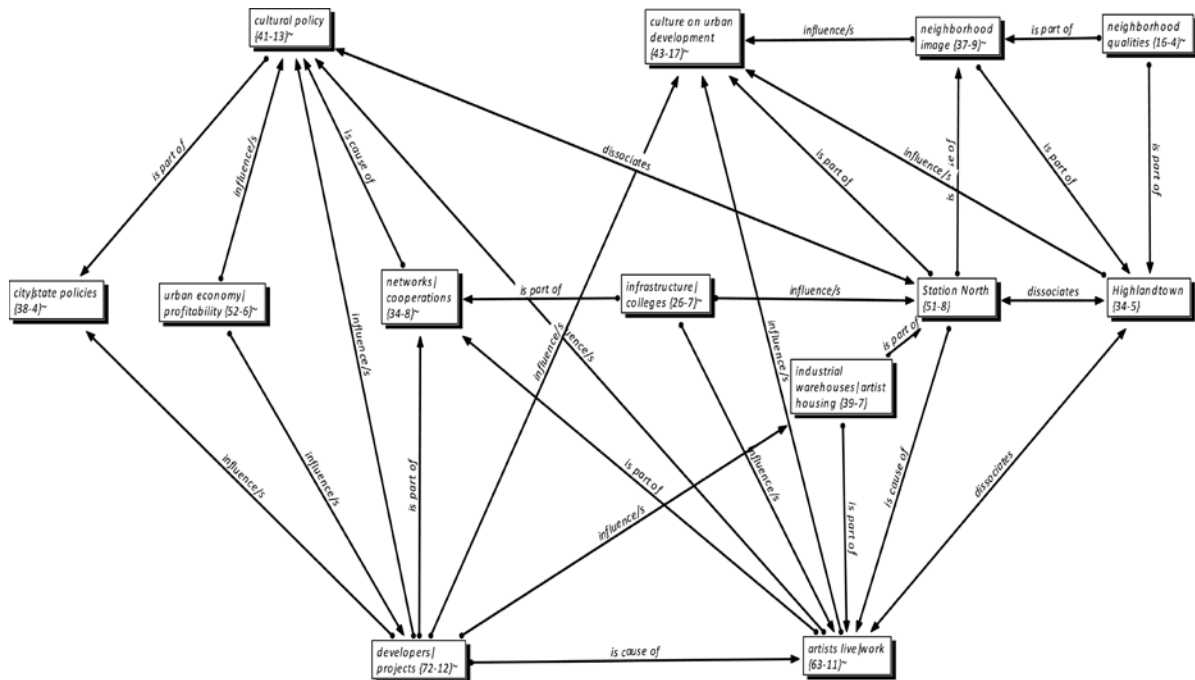 cultural policy
{41-13}~
culture on urban
development
{43-17}~
influence/s
neighborhood
image {37-9}~
is part of
neighborhood
qualities {16-4}~
is part of
influence/s
is cause of
dissociates
is part of
influence/s
is part of
is part of
is part of
city|state policies
{38-4}~
urban economy|
profitability {52-6}~
networks|
cooperations
{34-8}~
is part of
infrastructure|
colleges {26-7}~
influence/s
Station North
{51-8}
dissociates
Highlandtown
{34-5}
influence/s
influence/s
influence/s
influence/s
is part of
industrial
warehouses|artist
housing {39-7}
influence/s
influence/s
is part of
influence/s
is part of
influence/s
is part of
is cause of
dissociates
developers|
projects {72-12}~
is cause of
artists live|work
{63-11}~